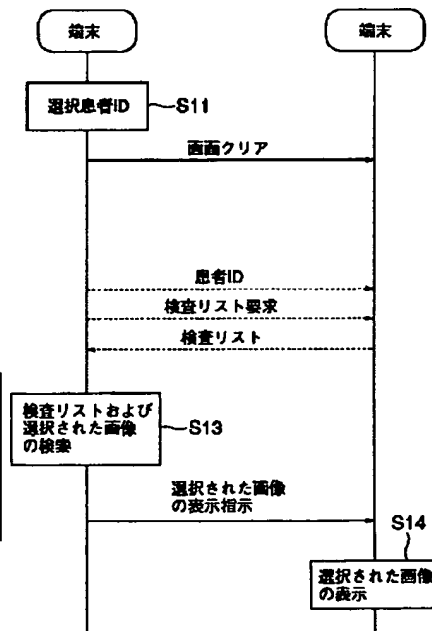 端末
端末
選択患者ID
S11
画面クリア
患者ID
検査リスト要求
検査リスト
検査リストおよび
選択された画像
の検索
S13
選択された画像
の表示指示
S14
選択された画像
の表示